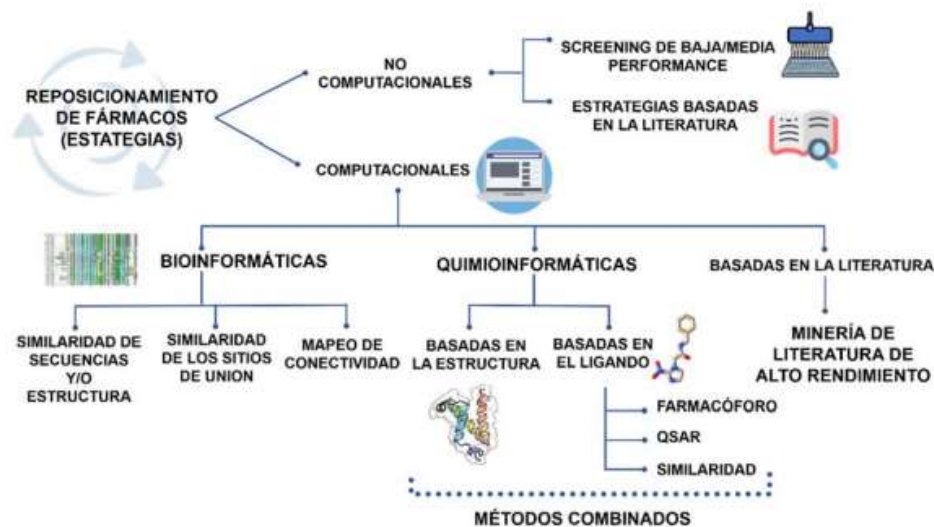 REPOSICIONAMIENTO
DE FÁRMACOS
(ESTATEGIAS)
NO
COMPUTACIONALES
SCREENING DE BAJA/MEDIA
PERFORMANCE
ESTRATEGIAS BASADAS
EN LA LITERATURA
COMPUTACIONALES
BIOINFORMÁTICAS
QUIMIOINFORMÁTICAS
BASADAS EN LA LITERATURA
SIMILARIDAD DE
SECUENCIAS
Y/O
ESTRUCTURA
SIMILARIDAD
DE LOS SITIOS
DE UNION
MAPEO DE
CONECTIVIDAD
BASADAS EN
LA ESTRUCTURA
BASADAS EN
EL LIGANDO
MINERÍA DE
LITERATURA DE
ALTO RENDIMIENTO
FARMACÓFORO
QSAR
SIMILARIDAD
MÉTODOS COMBINADOS